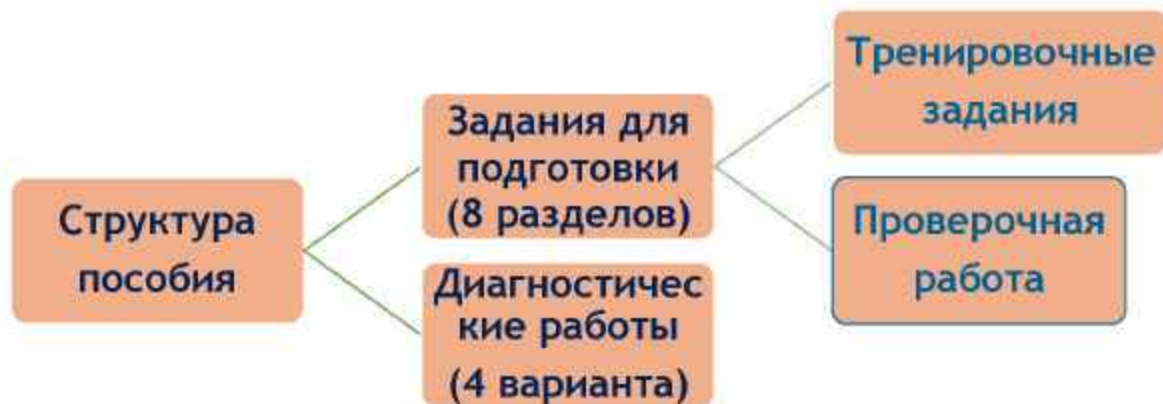 Структура
пособия
Задания для
подготовки
(8 разделов)
Диагностичес
кие работы
(4 варианта)
Тренировочные
задания
Проверочная
работа